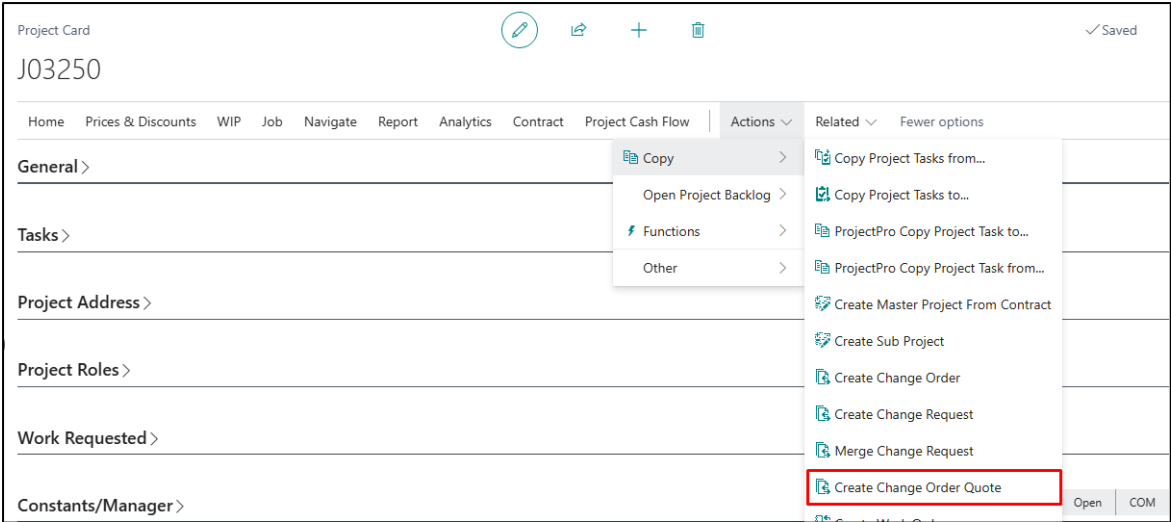 Project Card
Saved
J03250
Home Prices & Discounts WIP Job Navigate Report Analytics Contract Project Cash Flow Actions Related Fewer options
General
Tasks
Project Address
Project Roles
Work Requested
Constants/Manager
Copy
Open Project Backlog
Functions
Other
Copy Project Tasks from...
Copy Project Tasks to...
ProjectPro Copy Project Task to...
ProjectPro Copy Project Task from...
Create Master Project From Contract
Create Sub Project
Create Change Order
Create Change Request
Merge Change Request
Create Change Order Quote
Open COM